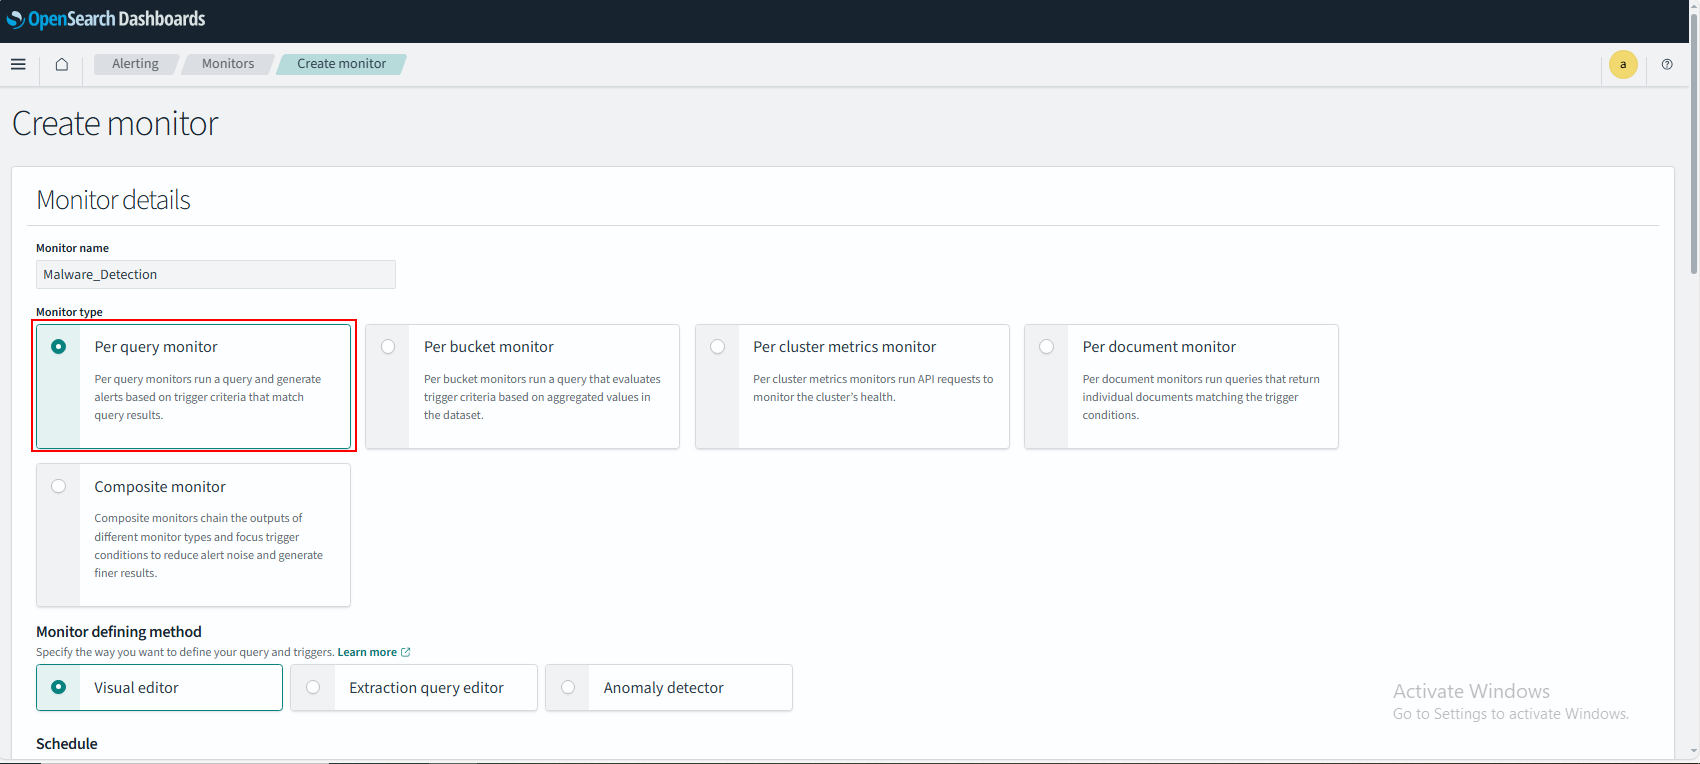 OpenSearch Dashboards
Alerting
Monitors
Create monitor
a
Create monitor
Monitor details
Monitor name
Malware_Detection
Monitor type
Per query monitor
Per query monitors run a query and generate
alerts based on trigger criteria that match
query results.
Per bucket monitor
Per bucket monitors run a query that evaluates
trigger criteria based on aggregated values in
the dataset.
Per cluster metrics monitor
Per cluster metrics monitors run API requests to
monitor the cluster's health.
Per document monitor
Per document monitors run queries that return
individual documents matching the trigger
conditions.
Composite monitor
Composite monitors chain the outputs of
different monitor types and focus trigger
conditions to reduce alert noise and generate
finer results.
Monitor defining method
Specify the way you want to define your query and triggers. Learn more
Visual editor
Extraction query editor
Anomaly detector
Activate Windows
Go to Settings to activate Windows.
Schedule